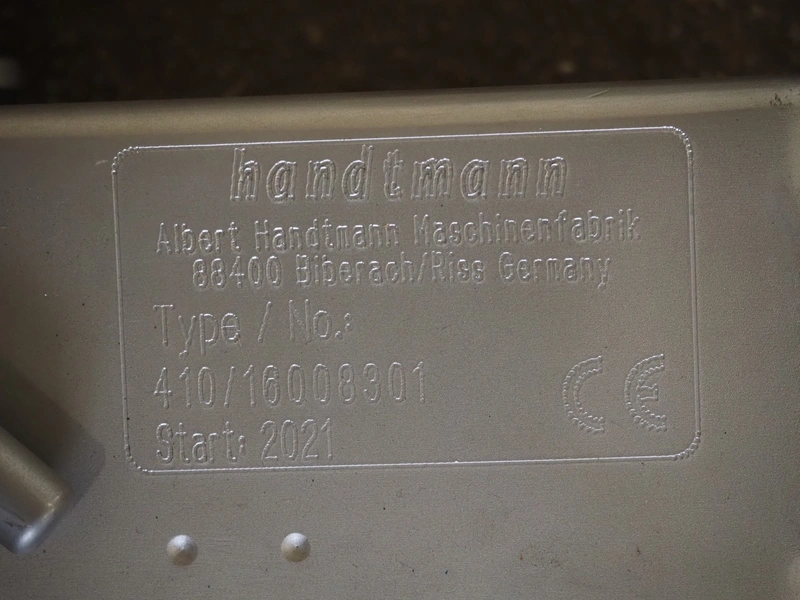 handtmann
Albert Handtmann Maschinenfabrik
88400 Biberach/Riss Germany
Type / No.:
410/16008301
Start: 2021
CE